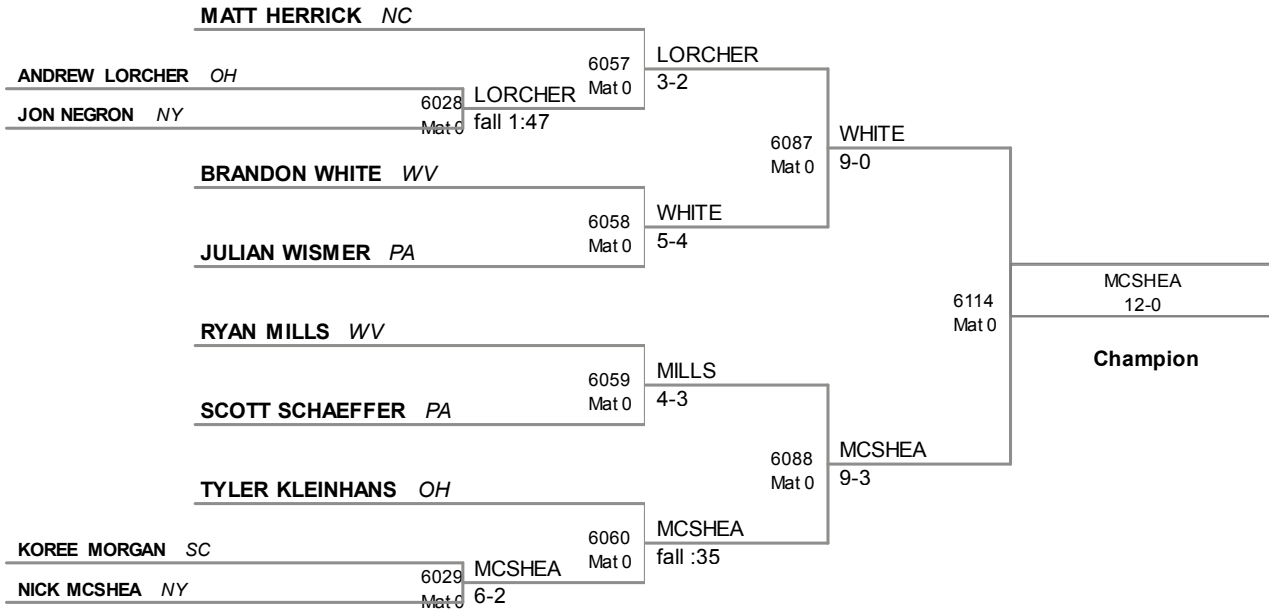 MATT HERRICK NC
6057 LORCHER
Mat 0 3-2
ANDREW LORCHER OH
6028 LORCHER
JON NEGRON NY
Mat 0 fall 1:47
6087 WHITE
Mat 0 9-0
BRANDON WHITE WV
6058 WHITE
Mat 0 5-4
JULIAN WISMER PA
MCSHEA
6114 12-0
Mat 0
RYAN MILLS WV
Champion
6059 MILLS
Mat 0 4-3
SCOTT SCHAEFFER PA
6088 MCSHEA
Mat 0 9-3
TYLER KLEINHANS OH
6060 MCSHEA
Mat 0 fall :35
KOREE MORGAN SC
6029 MCSHEA
NICK MCSHEA NY
Mat 0 6-2